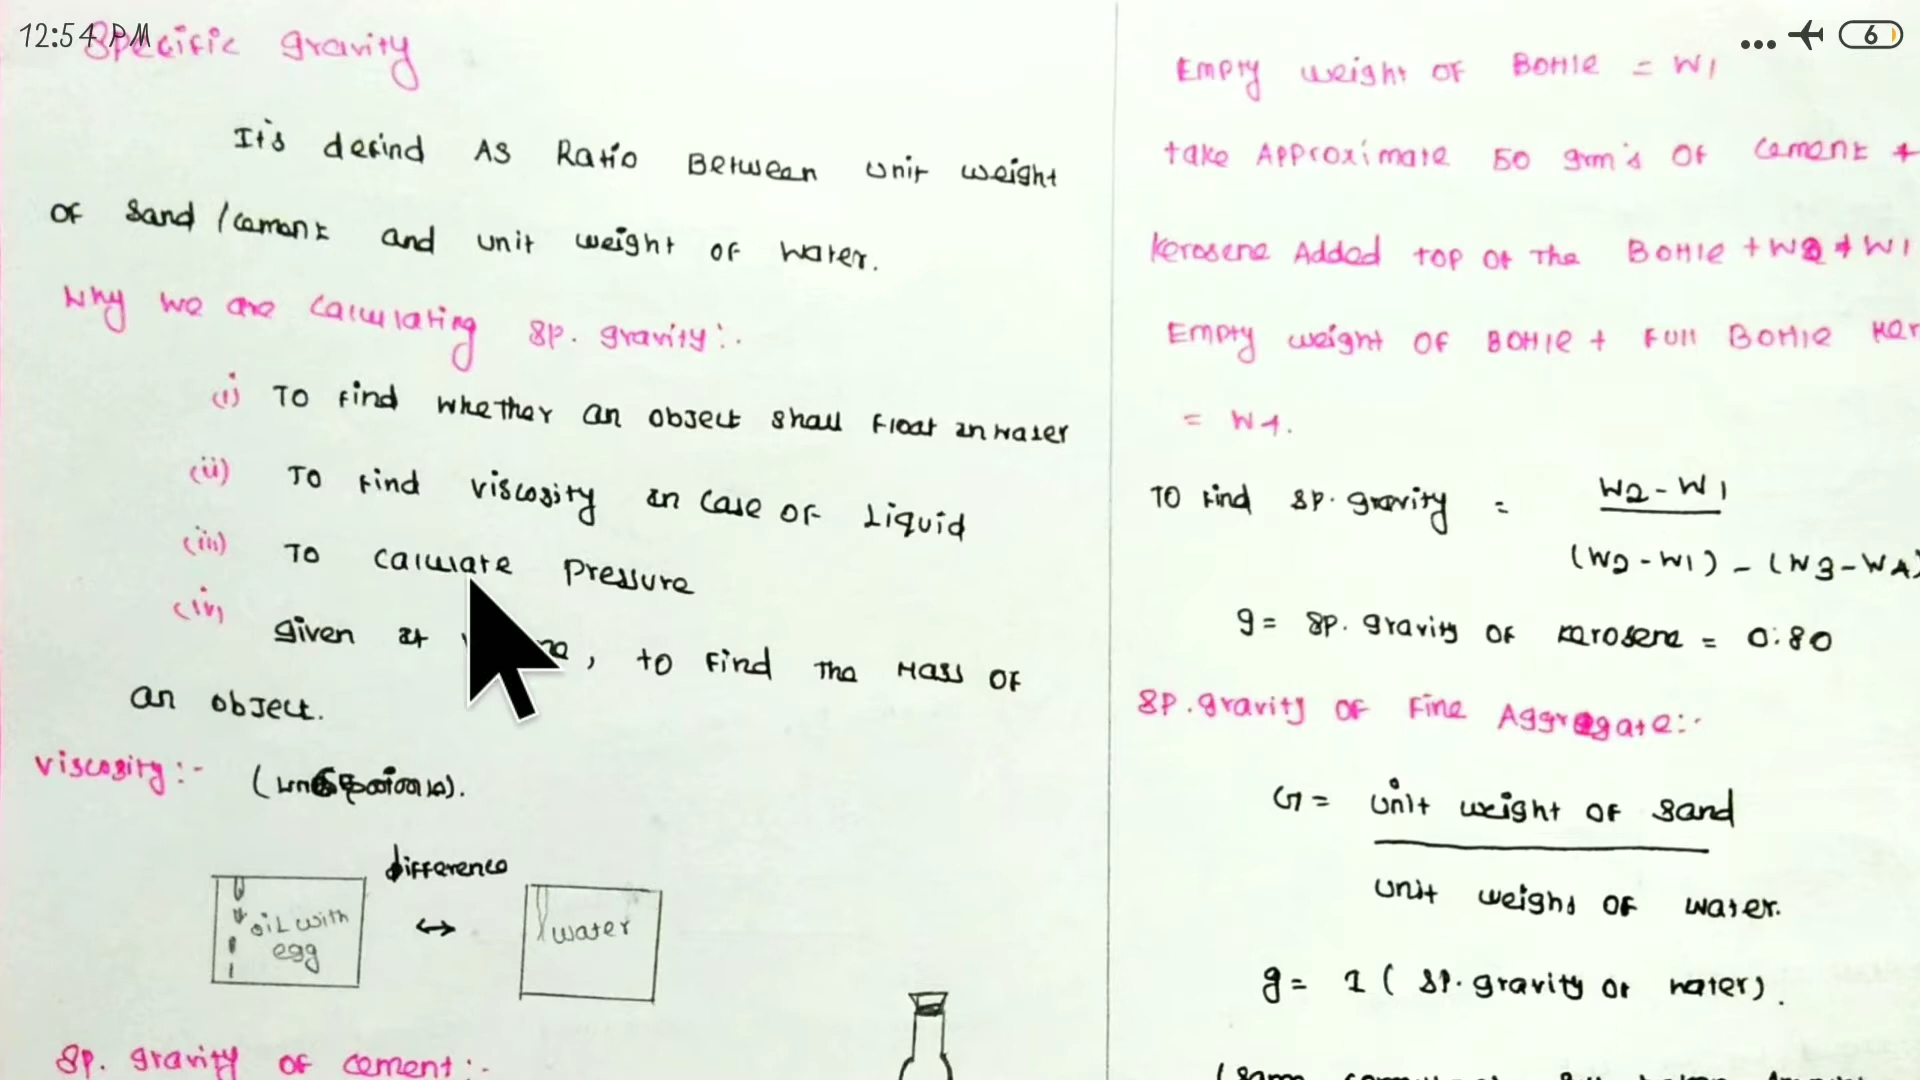 12:54 PM
6
Specific gravity
It's defind As Ratio Between unit weight
of sand / cement and unit weight of water.
Why we are calculating sp. gravity:-
(i) To find whether an object shall float in water
(ii) To find viscosity in case of Liquid
(iii) To calculate pressure
(iv) given it , to find the Mass of
an object.
viscosity:-
difference
oil with
egg
water
Sp. gravity of cement:-
Empty weight of Bottle = W1
take Approximate 50 grm's of cement +
kerosene Added top of the Bottle + W2 + W1
Empty weight of Bottle + Full Bottle
= W4.
To Find sp. gravity =
W2 - W1
(W2 - W1) - (W3 - W4)
g = sp. gravity of kerosene = 0.80
Sp. gravity of Fine Aggregate:-
G = unit weight of sand
unit weight of water.
g = 1 ( sp. gravity of water).